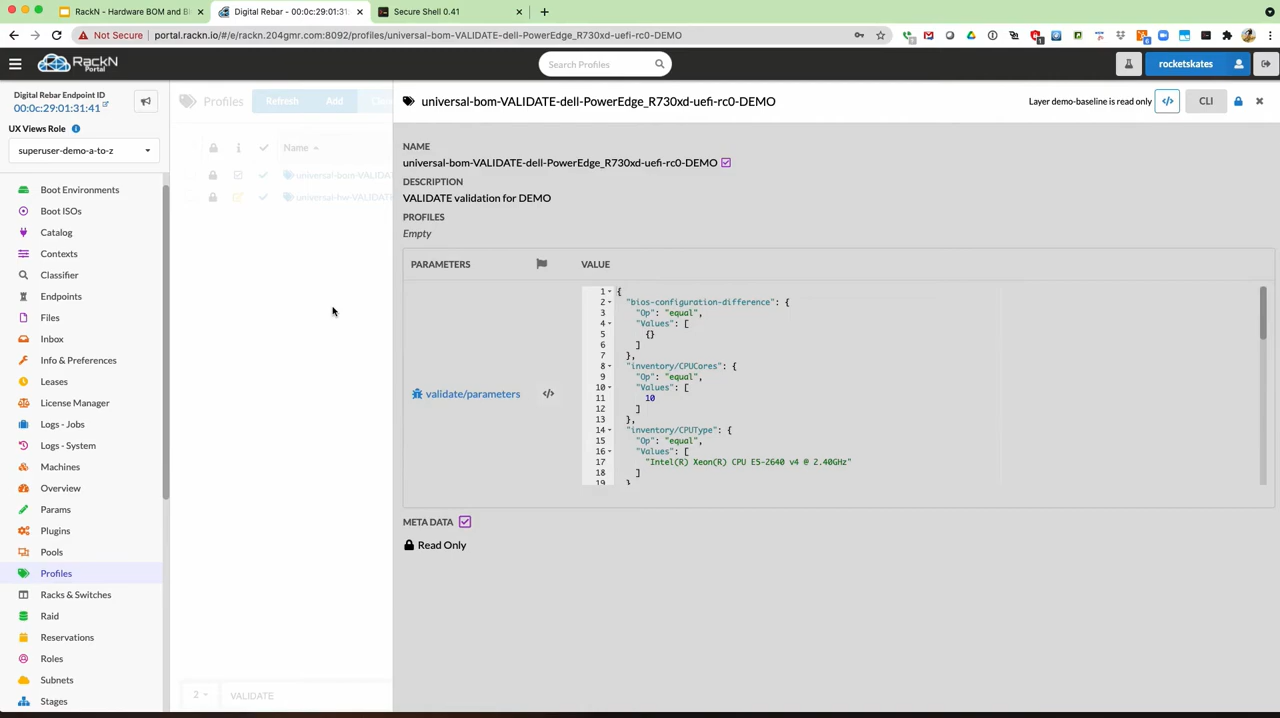 RackN - Hardware BOM and B
Digital Rebar - 00:0c:29:01:31:
Secure Shell 0.41
Not Secure
portal.rackn.io/#/e/rackn.204gmr.com:8092/profiles/universal-bom-VALIDATE-dell-PowerEdge_R730xd-uefi-rc0-DEMO
RackN
Portal
Search Profiles
rocketskates
Digital Rebar Endpoint ID
00:0c:29:01:31:41
UX Views Role
superuser-demo-a-to-z
Boot Environments
Boot ISOs
Catalog
Contexts
Classifier
Endpoints
Files
Inbox
Info & Preferences
Leases
License Manager
Logs - Jobs
Logs - System
Machines
Overview
Params
Plugins
Pools
Profiles
Racks & Switches
Raid
Reservations
Roles
Subnets
Stages
Profiles
Refresh
Add
Name
universal-bom-VALIDA
universal-hw-VALIDAT
2
VALIDATE
universal-bom-VALIDATE-dell-PowerEdge_R730xd-uefi-rc0-DEMO
Layer demo-baseline is read only
CLI
NAME
universal-bom-VALIDATE-dell-PowerEdge_R730xd-uefi-rc0-DEMO
DESCRIPTION
VALIDATE validation for DEMO
PROFILES
Empty
PARAMETERS
VALUE
validate/parameters
1 {
2 "bios-configuration-difference": {
3 "Op": "equal",
4 "Values": [
5 {}
6 ]
7 },
8 "inventory/CPUCores": {
9 "Op": "equal",
10 "Values": [
11 10
12 ]
13 },
14 "inventory/CPUType": {
15 "Op": "equal",
16 "Values": [
17 "Intel(R) Xeon(R) CPU E5-2640 v4 @ 2.40GHz"
18 ]
19 }
META DATA
Read Only